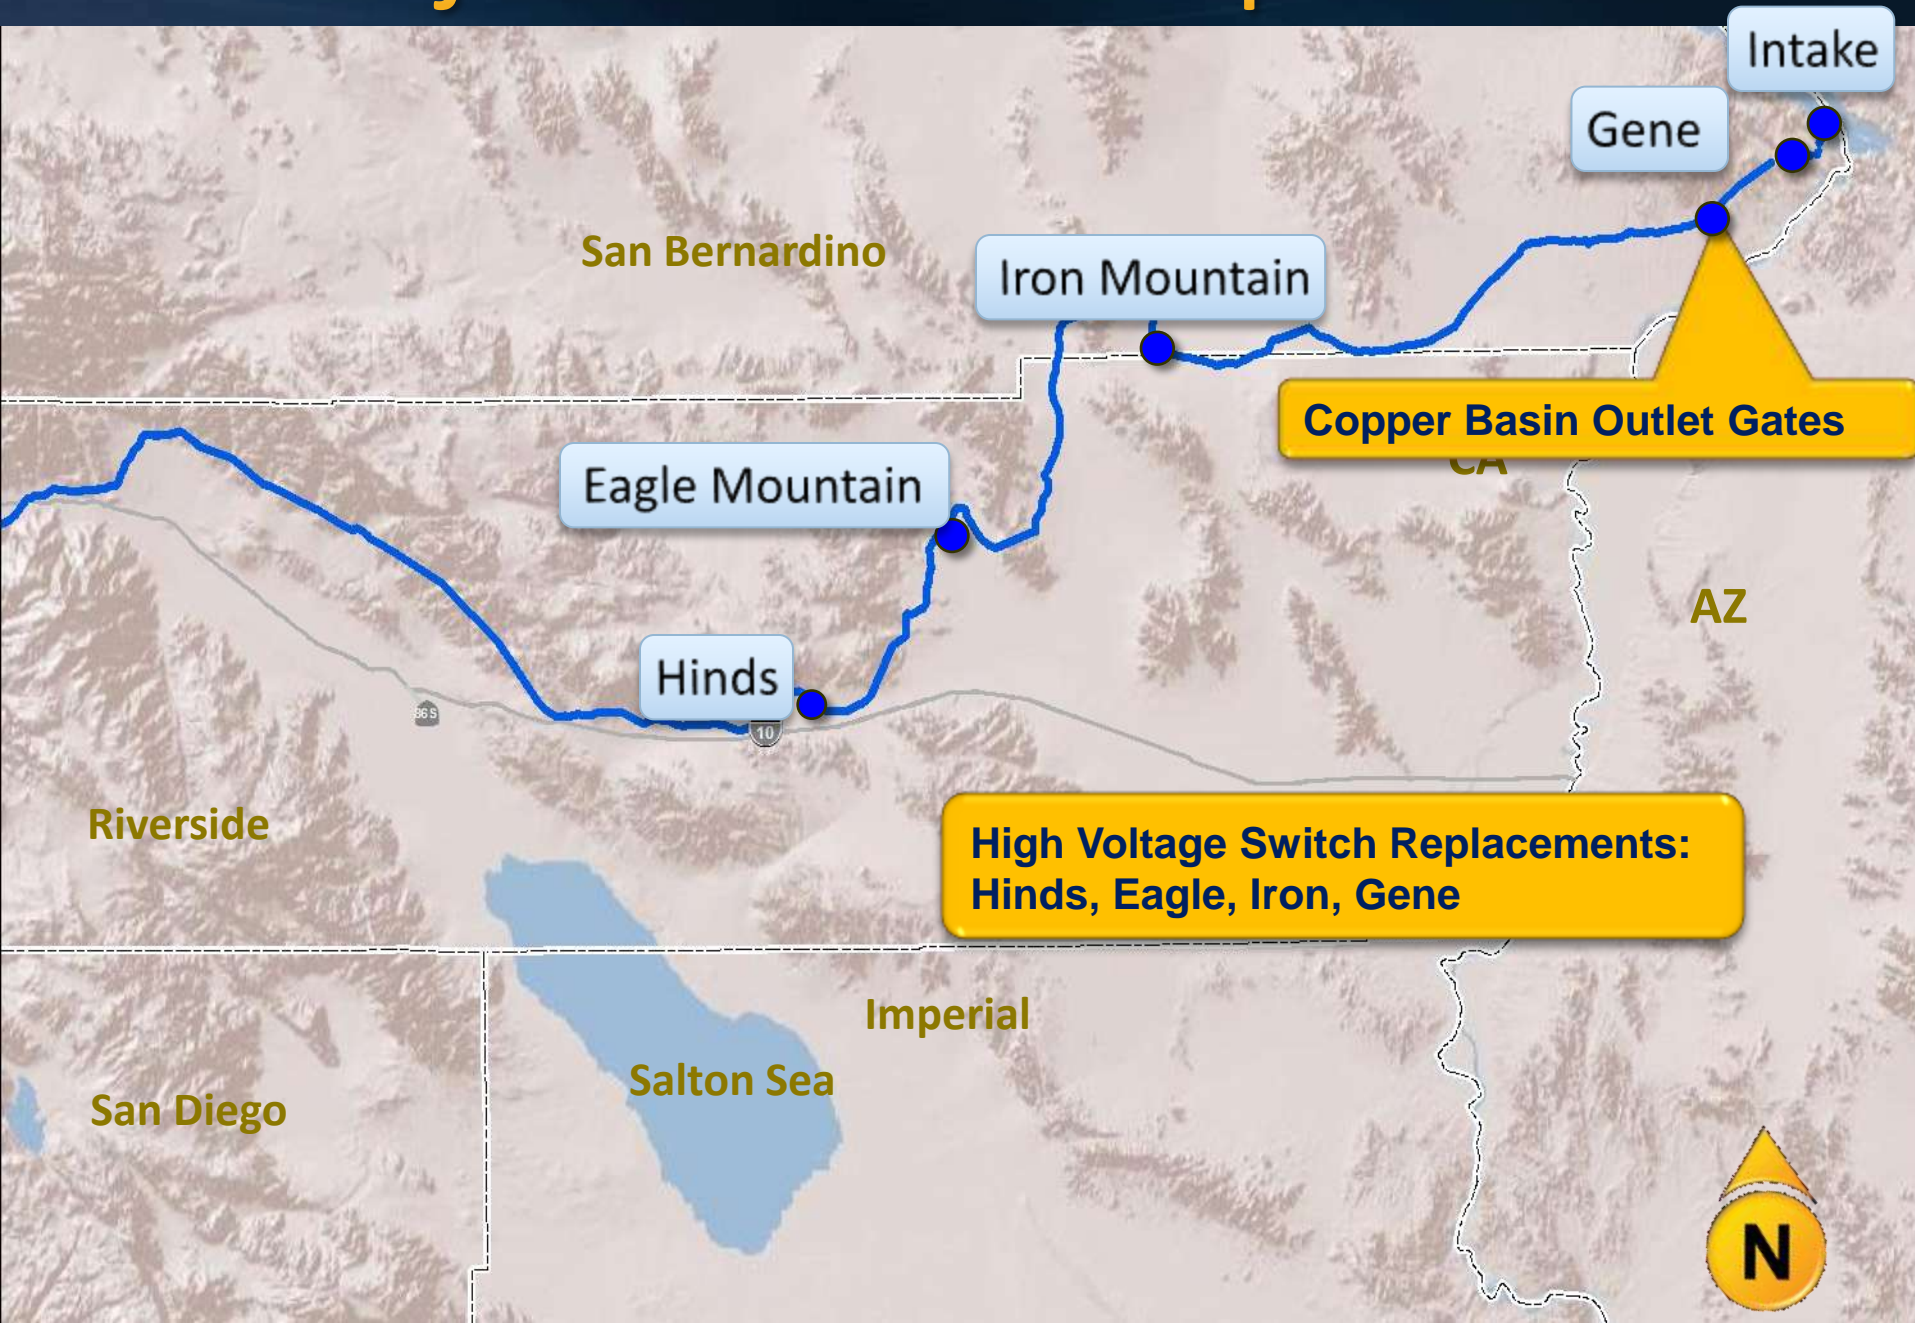 Intake
Gene
San Bernardino
Iron Mountain
Copper Basin Outlet Gates
CA
Eagle Mountain
AZ
Hinds
86S
10
Riverside
High Voltage Switch Replacements:
Hinds, Eagle, Iron, Gene
Imperial
Salton Sea
San Diego
N